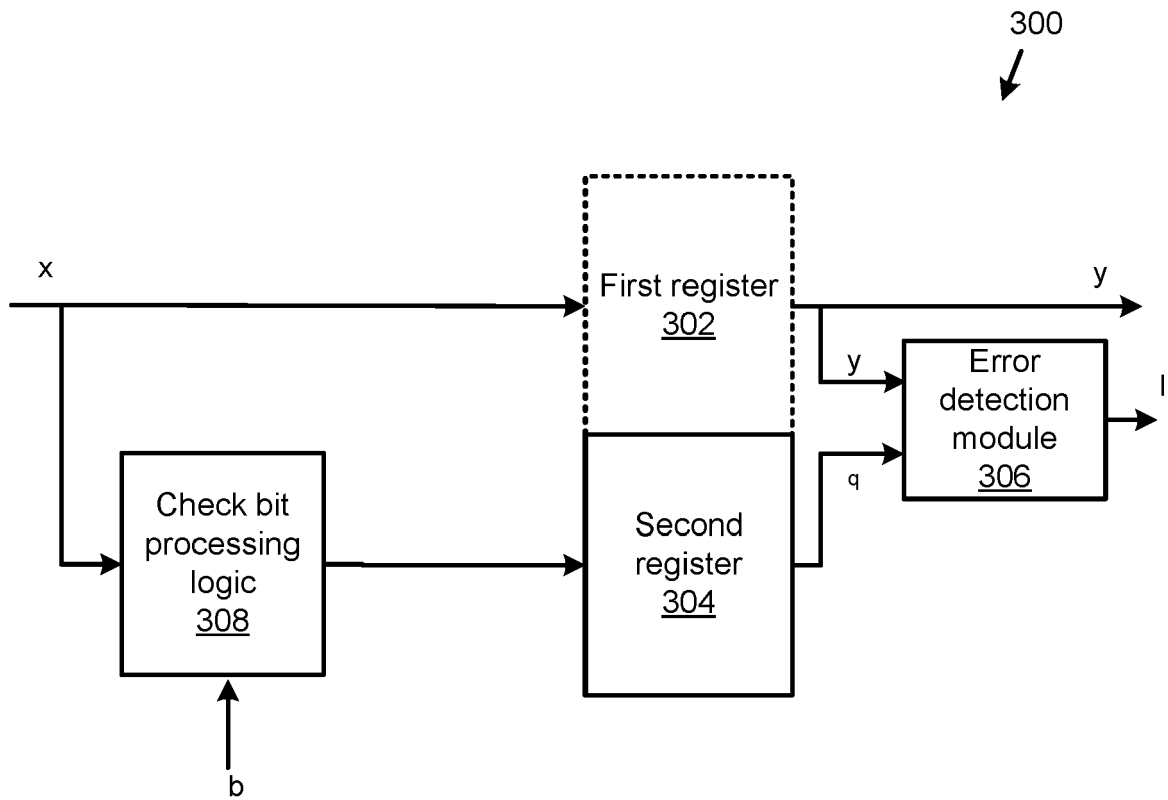 300
x
First register
302
y
y
Error
detection
module
306
I
q
Check bit
processing
logic
308
Second
register
304
b